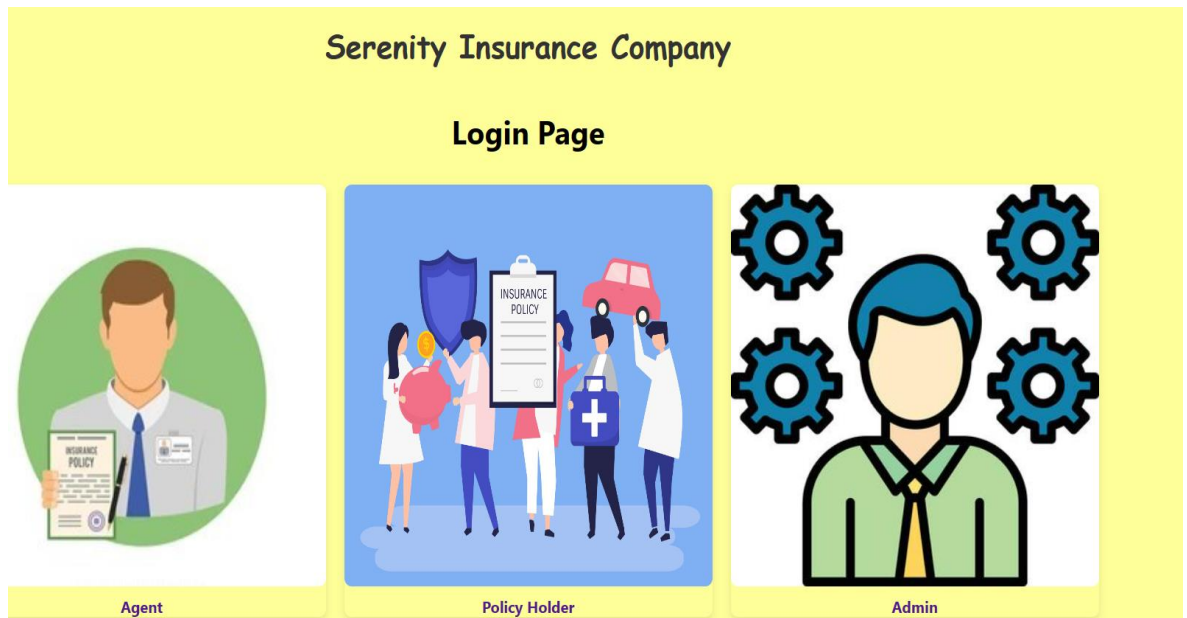 Serenity Insurance Company
Login Page
INSURANCE
POLICY
INSURANCE
POLICY
Agent
Policy Holder
Admin